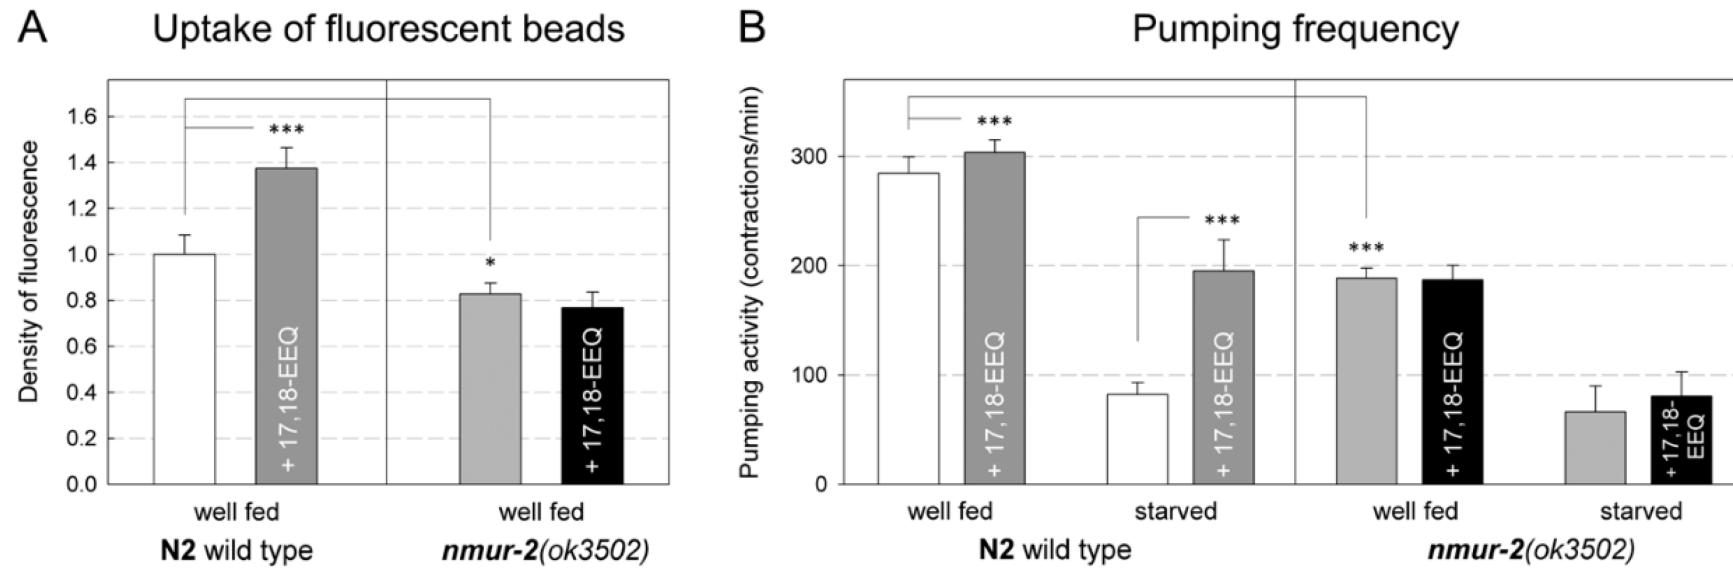 A Uptake of fluorescent beads
Density of fluorescence
1.6
1.4
1.2
1.0
0.8
0.6
0.4
0.2
0.0
***
*
+ 17,18-EEQ
+ 17,18-EEQ
well fed
well fed
N2 wild type
nmur-2(ok3502)
B Pumping frequency
Pumping activity (contractions/min)
300
200
100
0
***
***
***
+ 17,18-EEQ
+ 17,18-EEQ
+ 17,18-EEQ
+ 17,18-
EEQ
well fed
starved
well fed
starved
N2 wild type
nmur-2(ok3502)